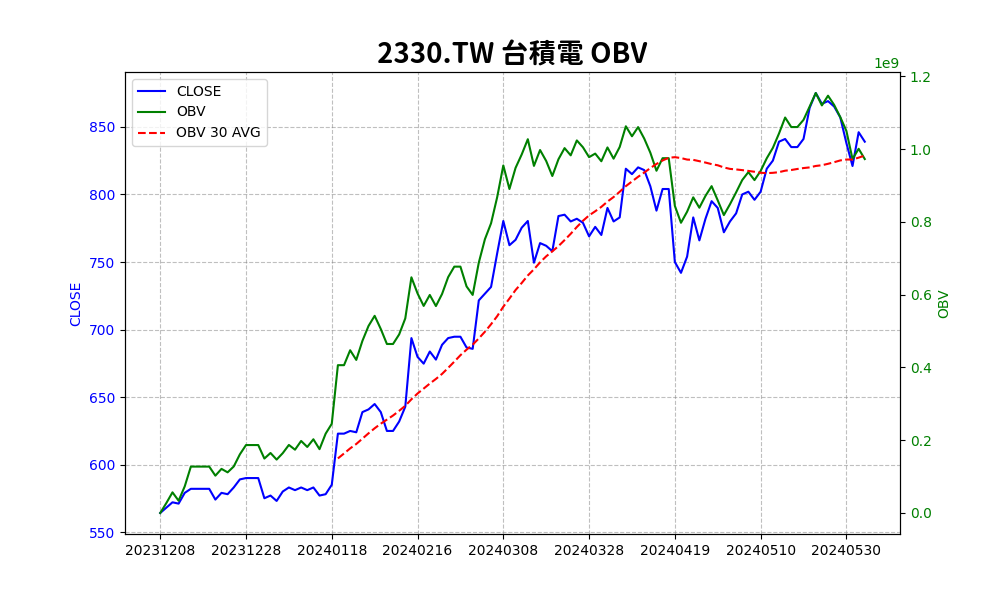 2330.TW 台積電 OBV
1e9
CLOSE
OBV
OBV 30 AVG
850
800
750
700
650
600
550
CLOSE
1.2
1.0
0.8
0.6
0.4
0.2
0.0
OBV
20231208 20231228 20240118 20240216 20240308 20240328 20240419 20240510 20240530